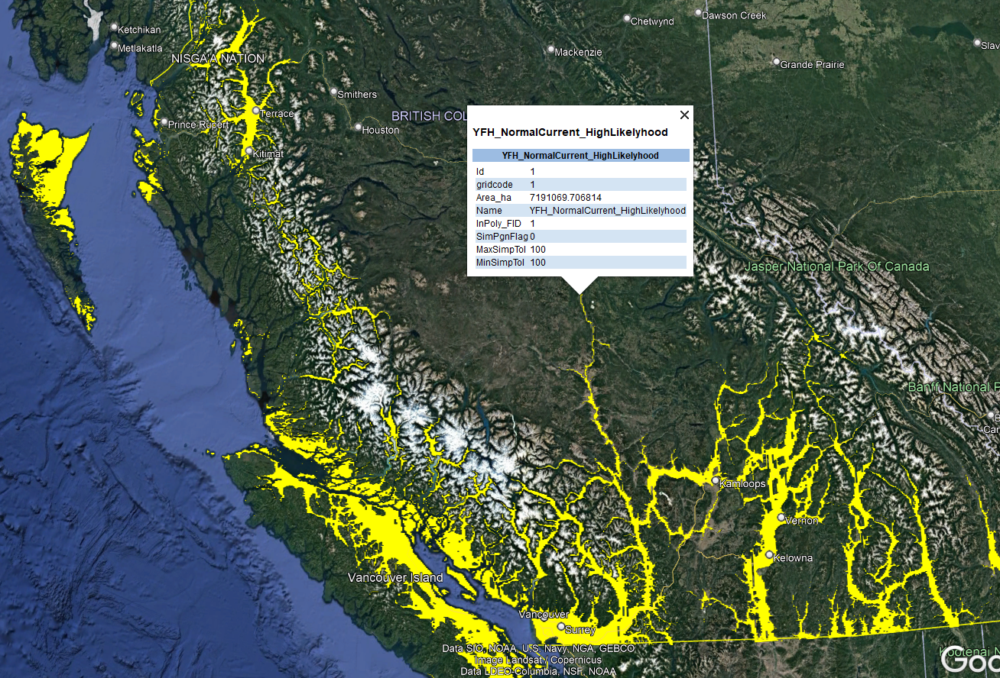 Dawson Creek
Chetwynd
Ketchikan
Metlakatla
Mackenzie
Slav
Grande Prairie
NISGA'A NATION
Smithers
Terrace
Prince Rupert
BRITISH COL
Houston
Kitimat
YFH_NormalCurrent_HighLikelyhood
YFH_NormalCurrent_HighLikelyhood
Id 1
gridcode 1
Area_ha 7191069.706814
Name YFH_NormalCurrent_HighLikelyhood
InPoly_FID 1
SimPgnFlag 0
MaxSimpTol 100
MinSimpTol 100
Jasper National Park Of Canada
Banff National P
B
Can
Kamloops
Vernon
Kelowna
Vancouver Island
Vancouver
Surrey
Data SIO, NOAA, U.S. Navy, NGA, GEBCO
Image Landsat / Copernicus
Data LDEO-Columbia, NSF, NOAA
Kootenai N
Goo